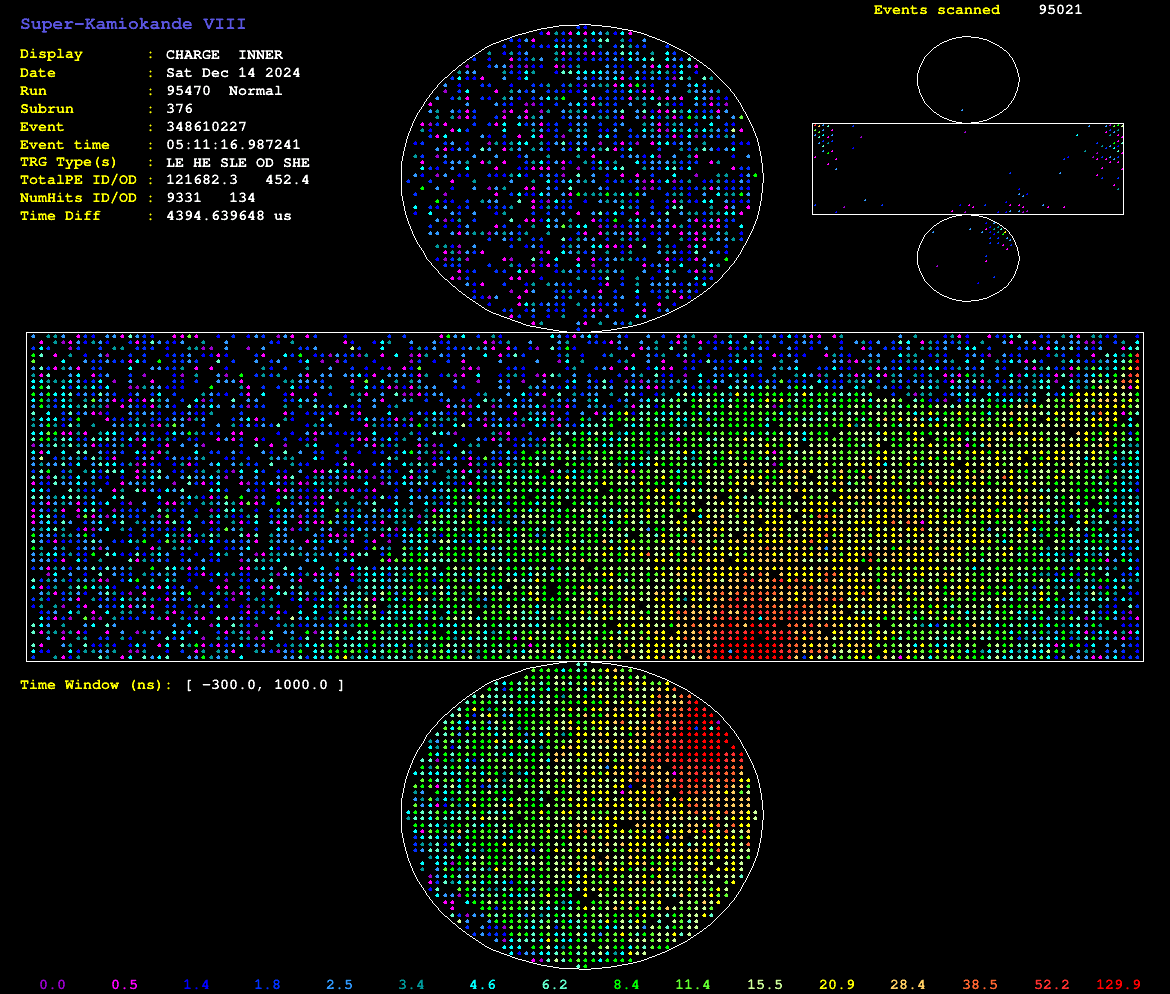 Super-Kamiokande VIII
Events scanned 95021
Display : CHARGE INNER
Date : Sat Dec 14 2024
Run : 95470 Normal
Subrun : 376
Event : 348610227
Event time : 05:11:16.987241
TRG Type(s) : LE HE SLE OD SHE
TotalPE ID/OD : 121682.3 452.4
NumHits ID/OD : 9331 134
Time Diff : 4394.639648 us
Time Window (ns): [ −300.0, 1000.0 ]
0.0 0.5 1.4 1.8 2.5 3.4 4.6 6.2 8.4 11.4 15.5 20.9 28.4 38.5 52.2 129.9